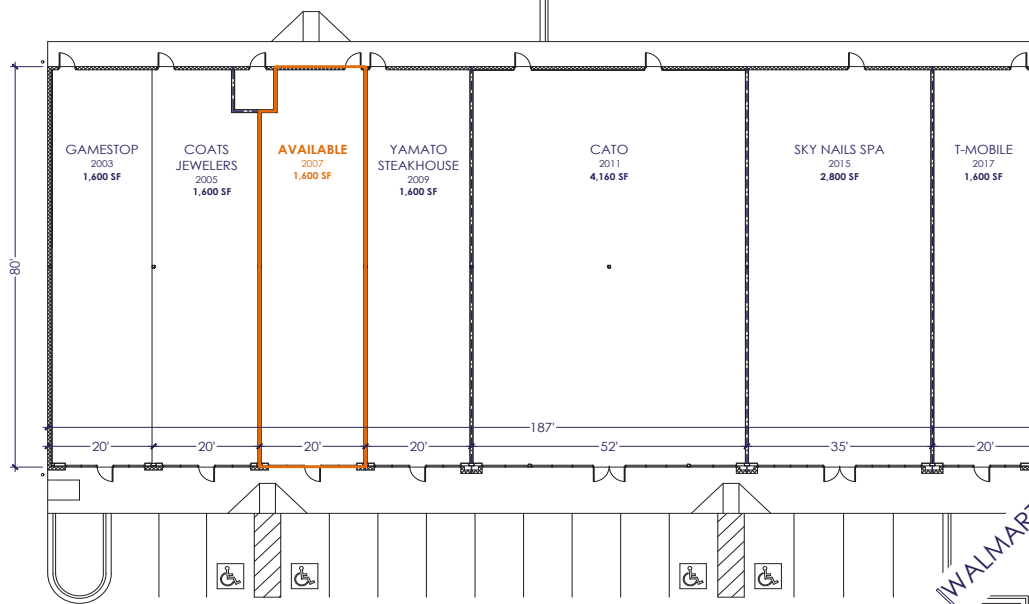 GAMESTOP
2003
1,600 SF
COATS
JEWELERS
2005
1,600 SF
AVAILABLE
2007
1,600 SF
YAMATO
STEAKHOUSE
2009
1,600 SF
CATO
2011
4,160 SF
SKY NAILS SPA
2015
2,800 SF
T-MOBILE
2017
1,600 SF
80'
187'
20'
20'
20'
20'
52'
35'
20'
WALMART